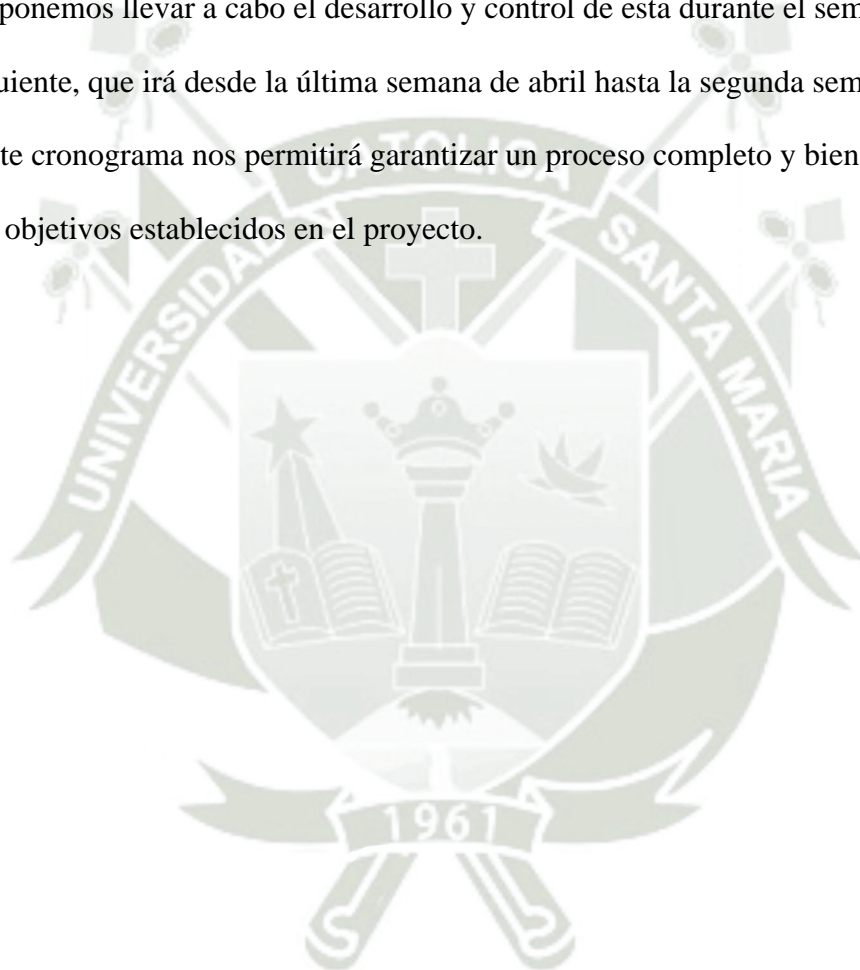 ponemos llevar a cabo el desarrollo y control de esta durante el sem
uiente, que irá desde la última semana de abril hasta la segunda sem
te cronograma nos permitirá garantizar un proceso completo y bien
objetivos establecidos en el proyecto.
UNIVERSIDAD CATOLICA SANTA MARIA
1961